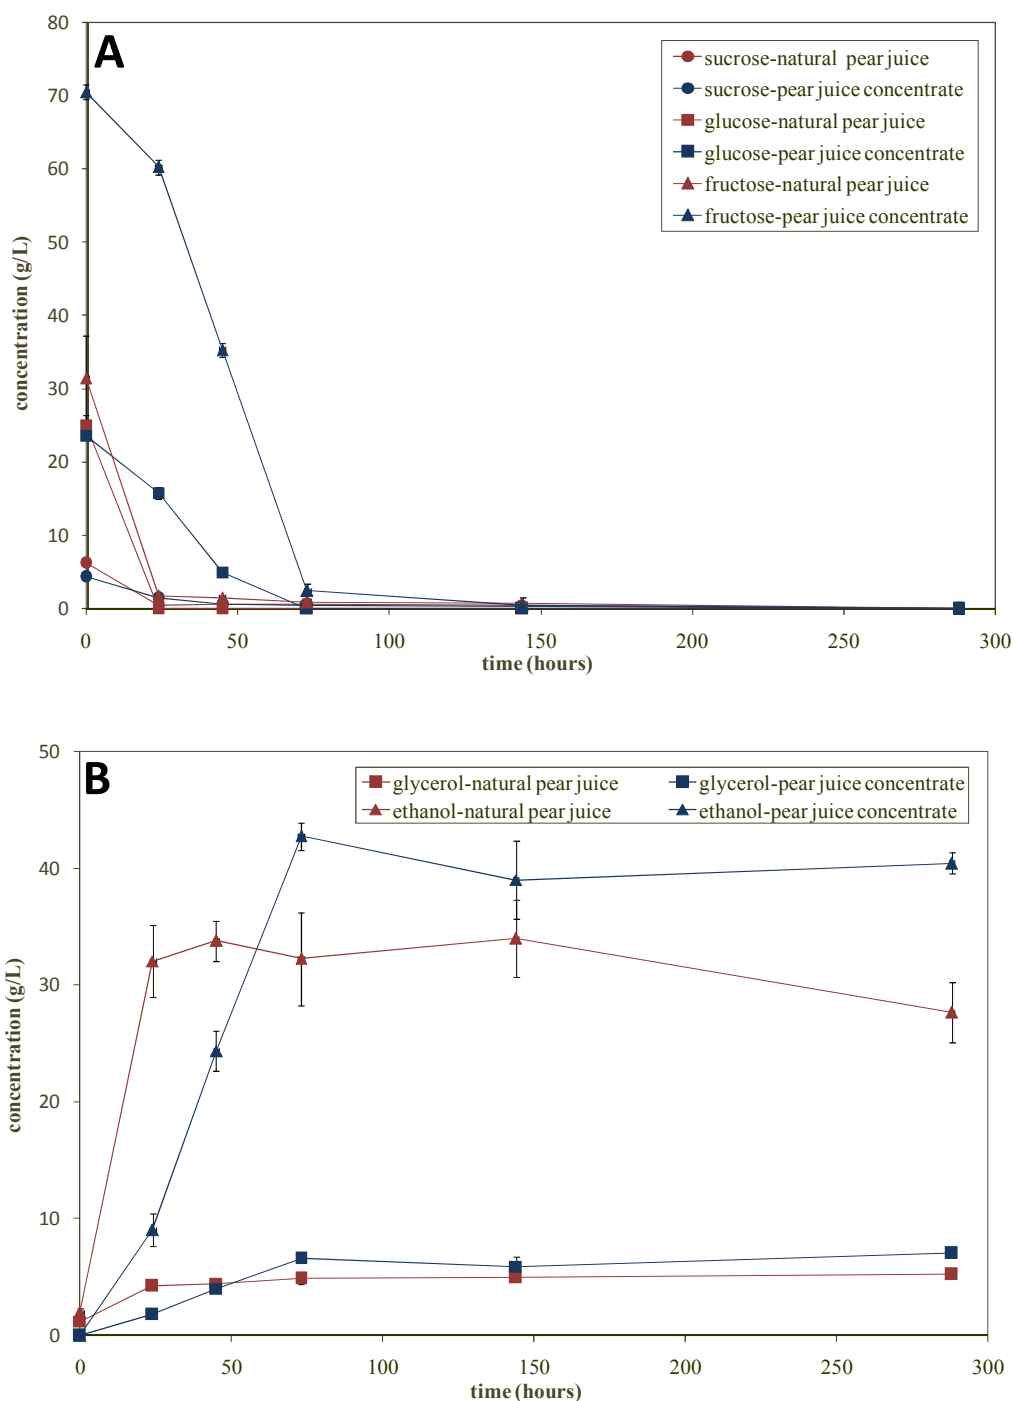 A
80
70
60
50
40
30
20
10
0
concentration (g/L)
sucrose-natural pear juice
sucrose-pear juice concentrate
glucose-natural pear juice
glucose-pear juice concentrate
fructose-natural pear juice
fructose-pear juice concentrate
0 50 100 150 200 250 300
time (hours)
B
50
40
30
20
10
0
concentration (g/L)
glycerol-natural pear juice glycerol-pear juice concentrate
ethanol-natural pear juice ethanol-pear juice concentrate
0 50 100 150 200 250 300
time (hours)